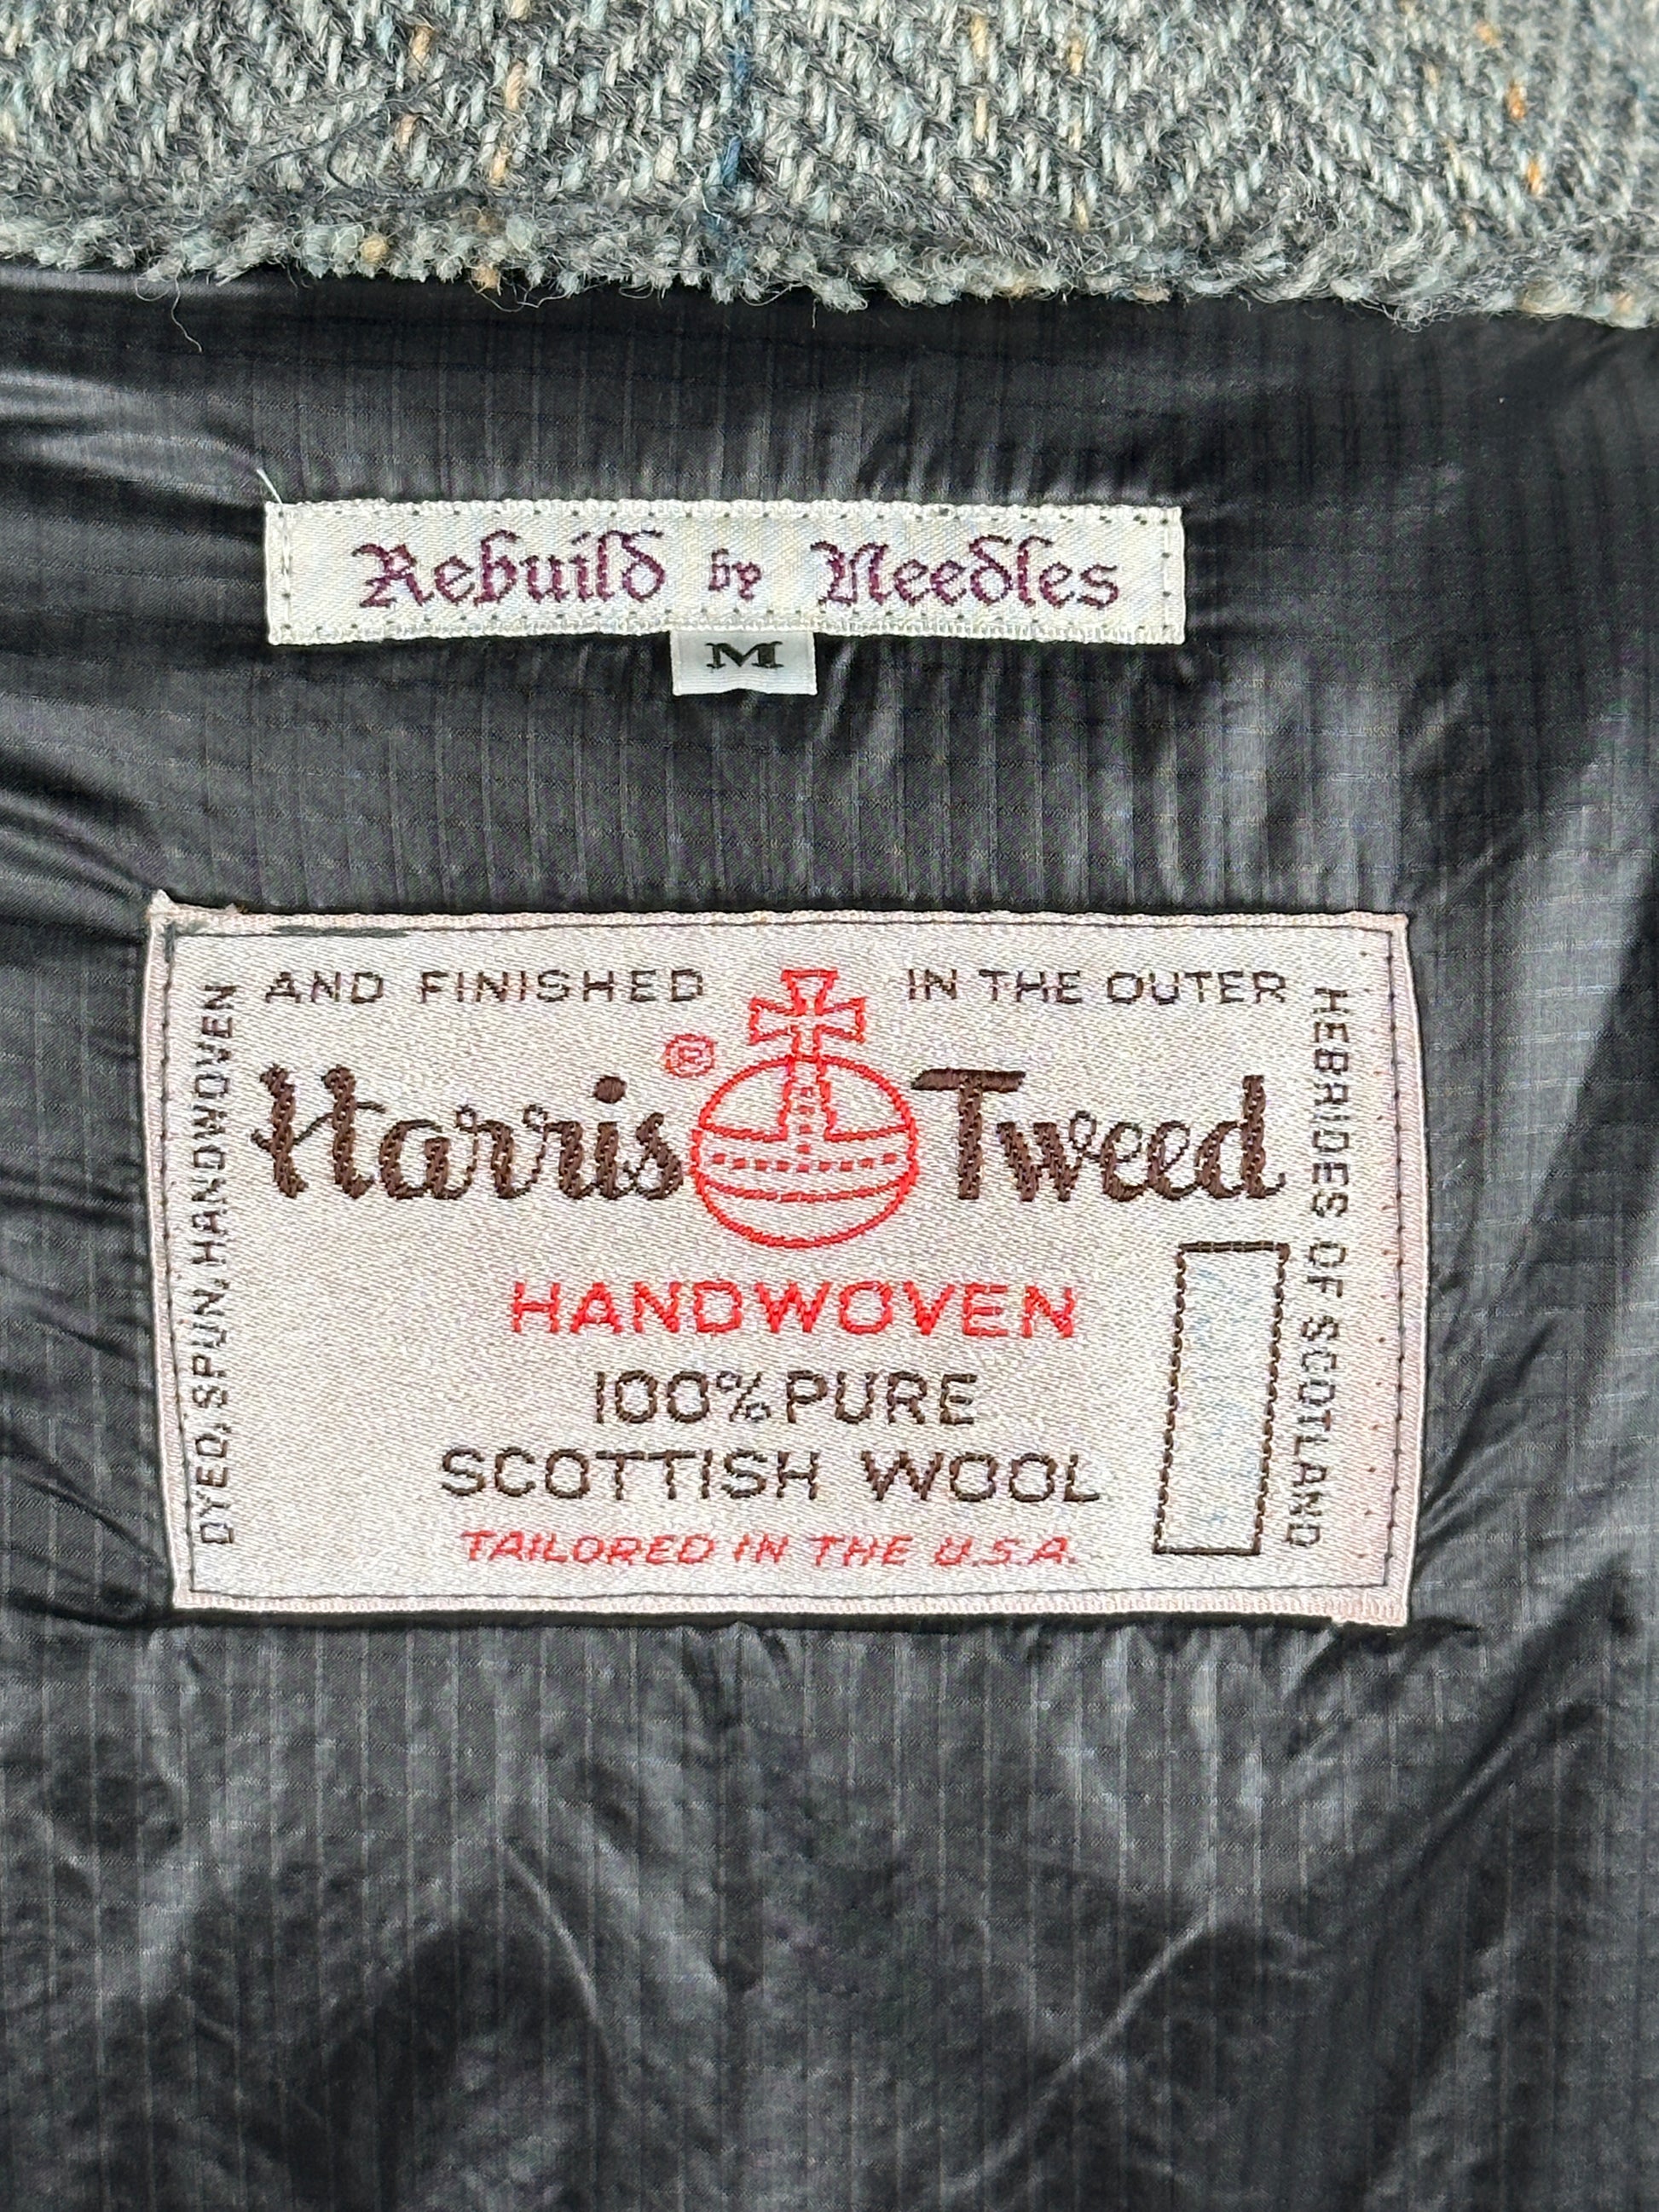 Rebuild by Needles
M
AND FINISHED IN THE OUTER
DYED, SPUN, HANDWOVEN
HEBRIDES OF SCOTLAND
Harris ® Tweed
HANDWOVEN
100% PURE
SCOTTISH WOOL
TAILORED IN THE U.S.A.